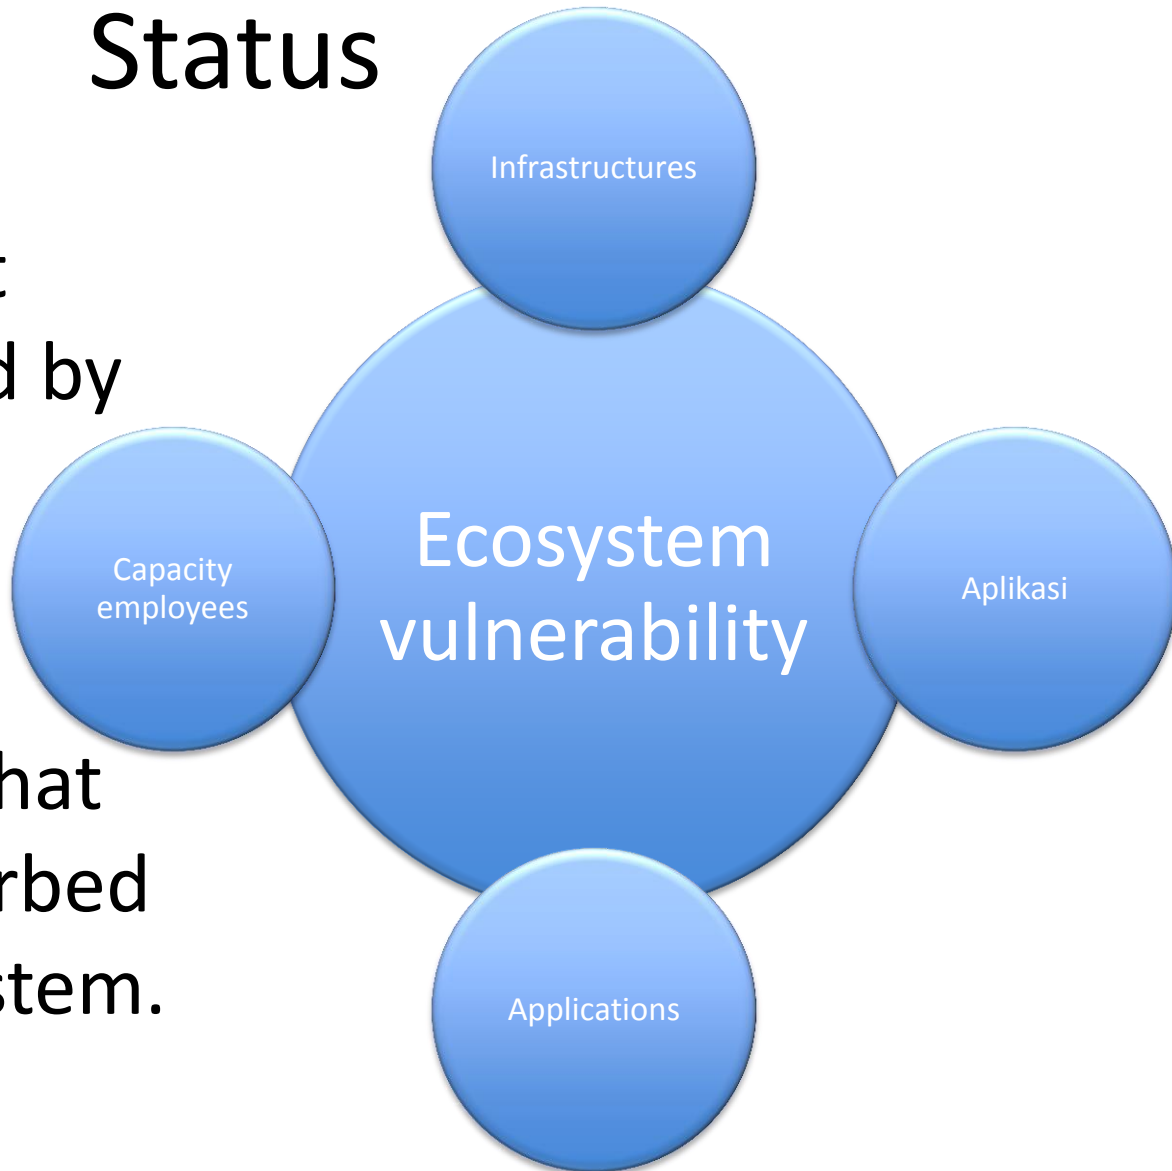 Status
Infrastructures
d by
Capacity
employees
Ecosystem
vulnerability
Aplikasi
hat
rbed
stem.
Applications